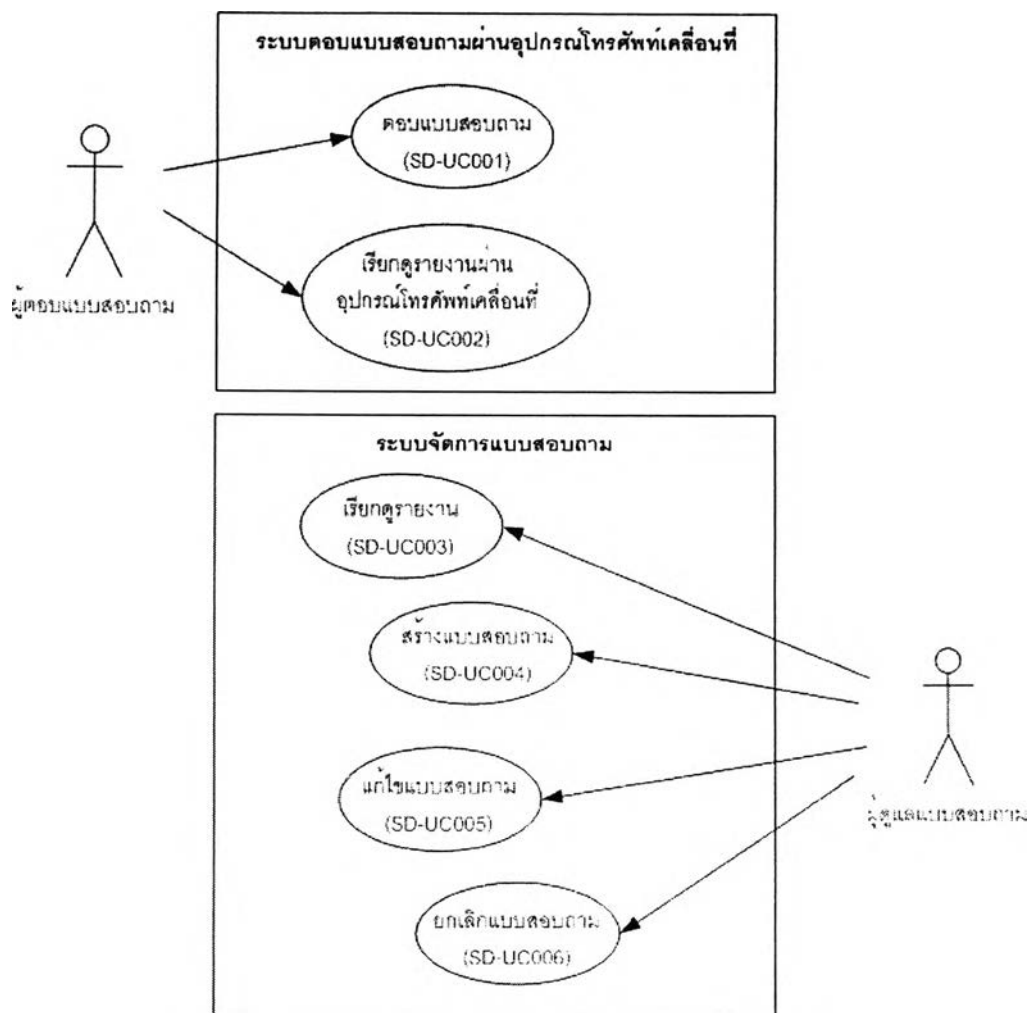 ระบบตอบแบบสอบถามผ่านอุปกรณ์โทรศัพท์เคลื่อนที่
ตอบแบบสอบถาม
(SD-UC001)
เรียกดูรายงานผ่าน
อุปกรณ์โทรศัพท์เคลื่อนที่
(SD-UC002)
ผู้ตอบแบบสอบถาม
ระบบจัดการแบบสอบถาม
เรียกดูรายงาน
(SD-UC003)
สร้างแบบสอบถาม
(SD-UC004)
แก้ไขแบบสอบถาม
(SD-UC005)
ผู้ดูแลแบบสอบถาม
ยกเลิกแบบสอบถาม
(SD-UC006)